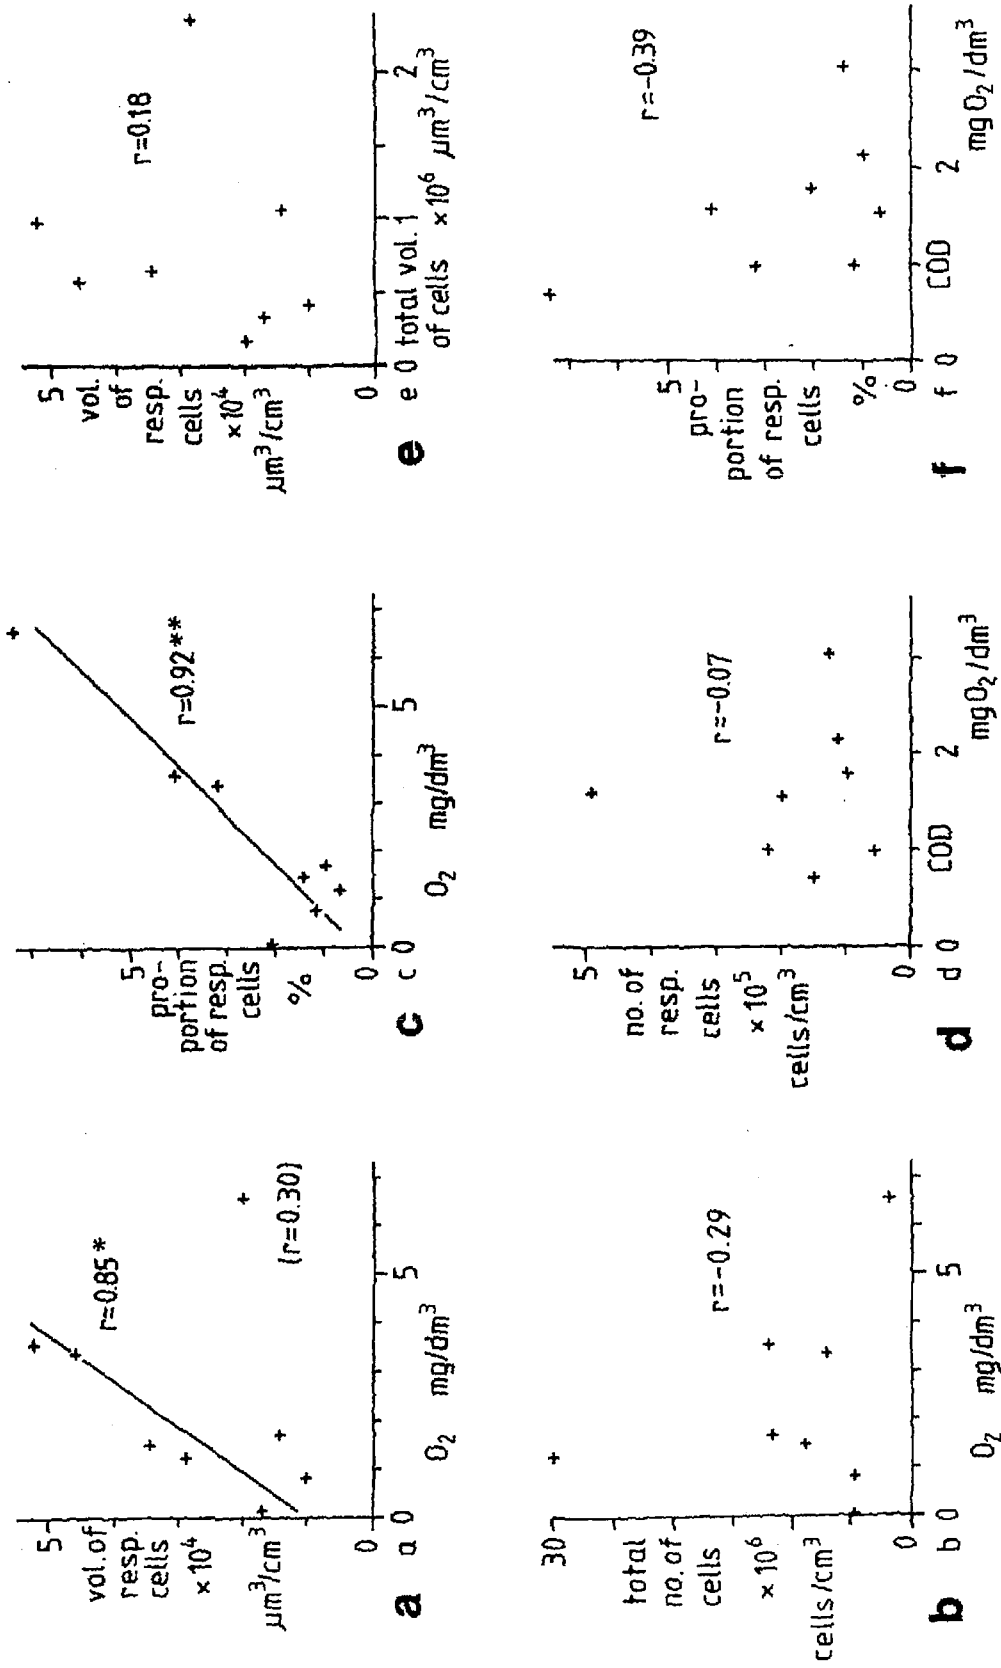 5
vol. of
resp.
cells
×10⁴
µm³/cm³
0
r=0.85*
(r=0.30)
a 0 5
O₂ mg/dm³
a
30
total
no. of
cells
×10⁶
cells/cm³
0
r=-0.29
b 0 5
O₂ mg/dm³
b
5
pro-
portion
of resp.
cells
%
0
r=0.92**
c 0 5
O₂ mg/dm³
c
5
no. of
resp.
cells
×10⁵
cells/cm³
0
r=-0.07
d 0 COD 2
mg O₂/dm³
d
5
vol.
of
resp.
cells
×10⁴
µm³/cm³
0
r=0.18
e 0 total vol. 1 2
of cells ×10⁶ µm³/cm³
e
5
pro-
portion
of resp.
cells
%
0
r=-0.39
f 0 COD 2
mg O₂/dm³
f